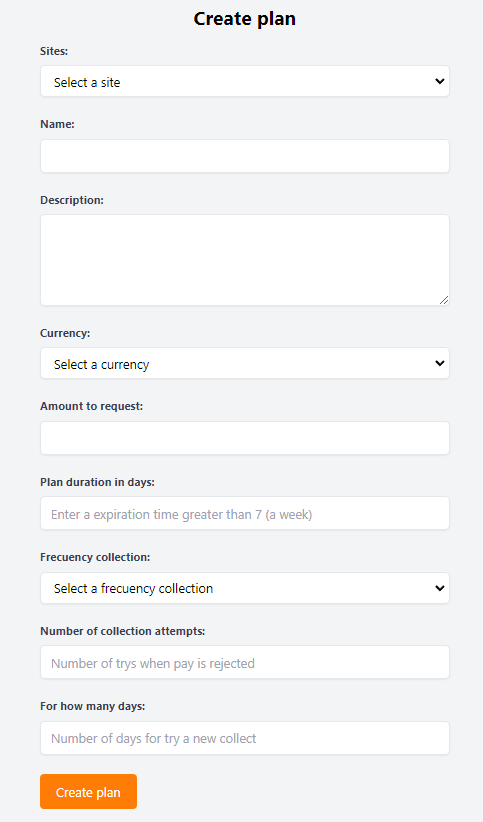 Create plan
Sites:
Select a site
Name:
Description:
Currency:
Select a currency
Amount to request:
Plan duration in days:
Enter a expiration time greater than 7 (a week)
Frecuency collection:
Select a frecuency collection
Number of collection attempts:
Number of trys when pay is rejected
For how many days:
Number of days for try a new collect
Create plan